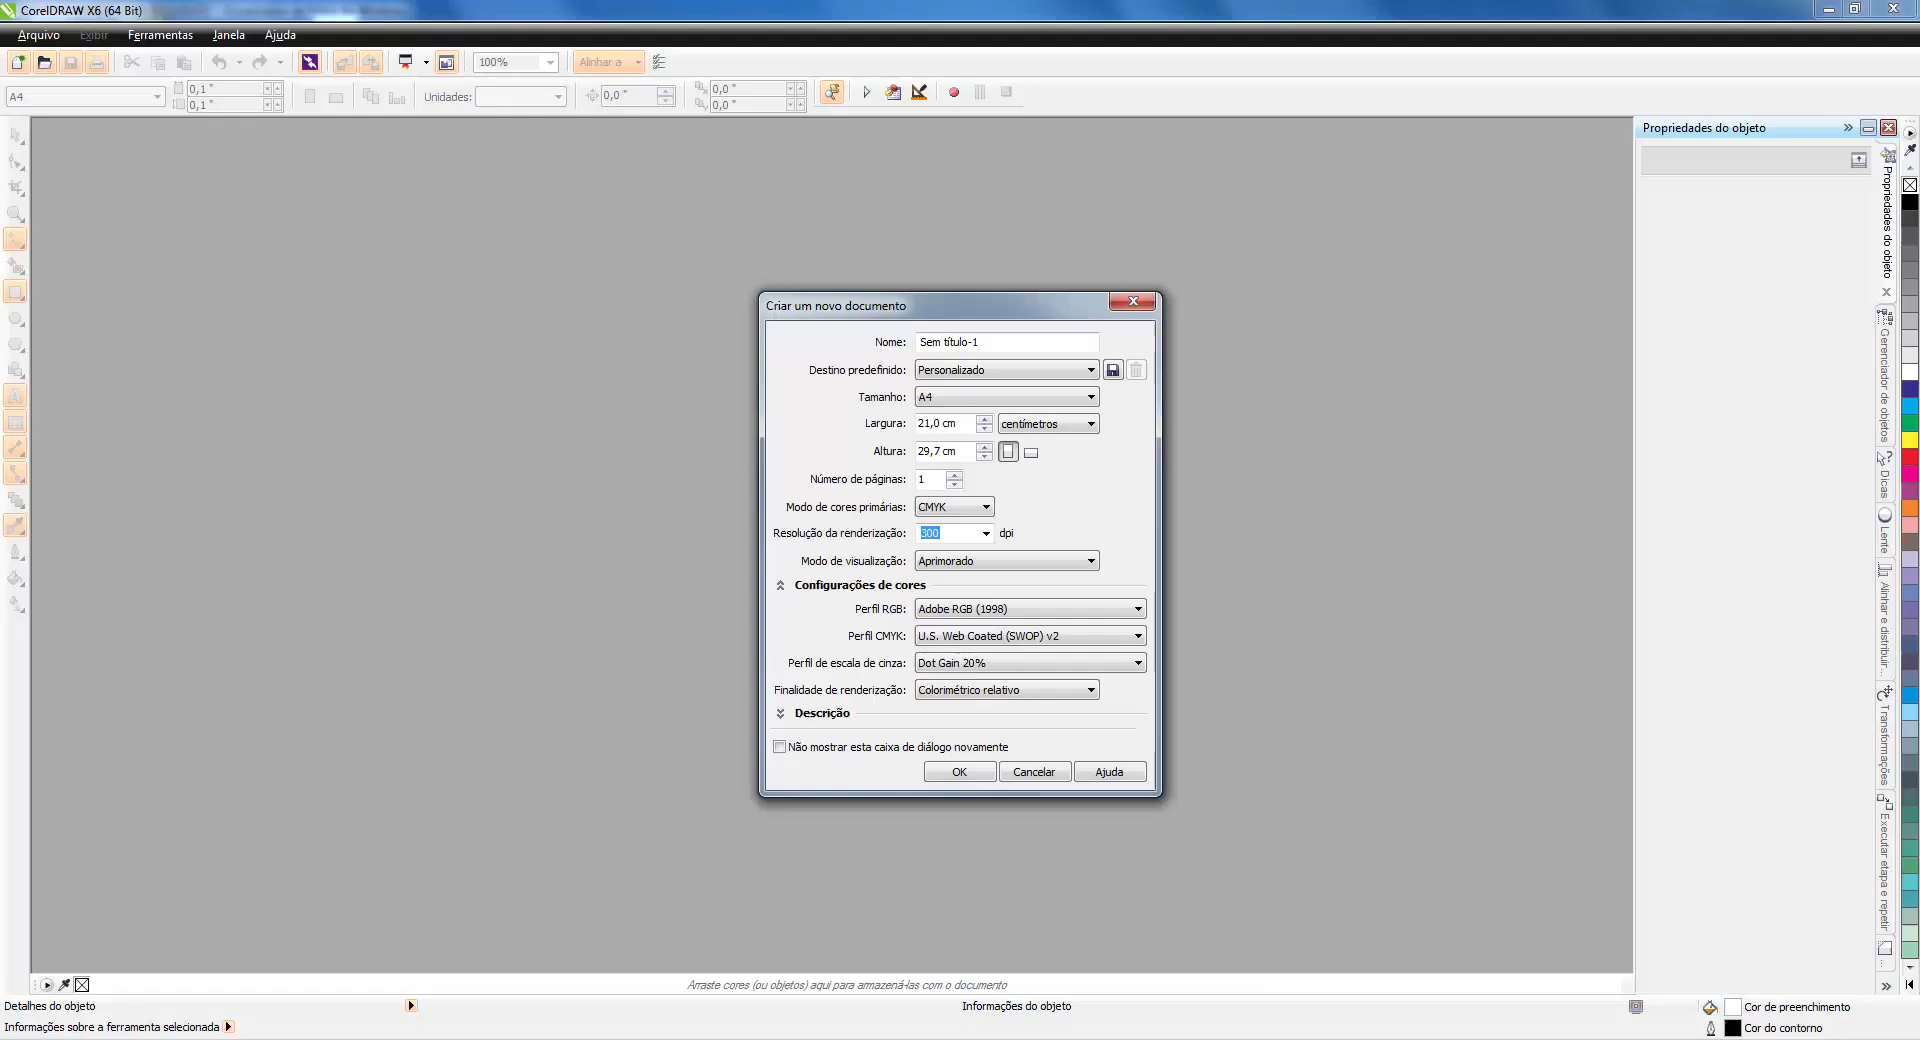 CorelDRAW X6 (64 Bit)
Arquivo Exibir Ferramentas Janela Ajuda
100% Alinhar a
A4 0,1 " 0,1 " Unidades: 0,0 " 0,0 " 0,0 "
Propriedades do objeto
Criar um novo documento
Nome: Sem título-1
Destino predefinido: Personalizado
Tamanho: A4
Largura: 21,0 cm centímetros
Altura: 29,7 cm
Número de páginas: 1
Modo de cores primárias: CMYK
Resolução da renderização: 300 dpi
Modo de visualização: Aprimorado
Configurações de cores
Perfil RGB: Adobe RGB (1998)
Perfil CMYK: U.S. Web Coated (SWOP) v2
Perfil de escala de cinza: Dot Gain 20%
Finalidade de renderização: Colorimétrico relativo
Descrição
Não mostrar esta caixa de diálogo novamente
OK Cancelar Ajuda
Propriedades do objeto
Gerenciador de objetos
Dicas
Lente
Alinhar e distribuir...
Transformações
Executar etapa e repetir
Arraste cores (ou objetos) aqui para armazená-las com o documento
Detalhes do objeto Informações do objeto Cor de preenchimento
Informações sobre a ferramenta selecionada Cor do contorno